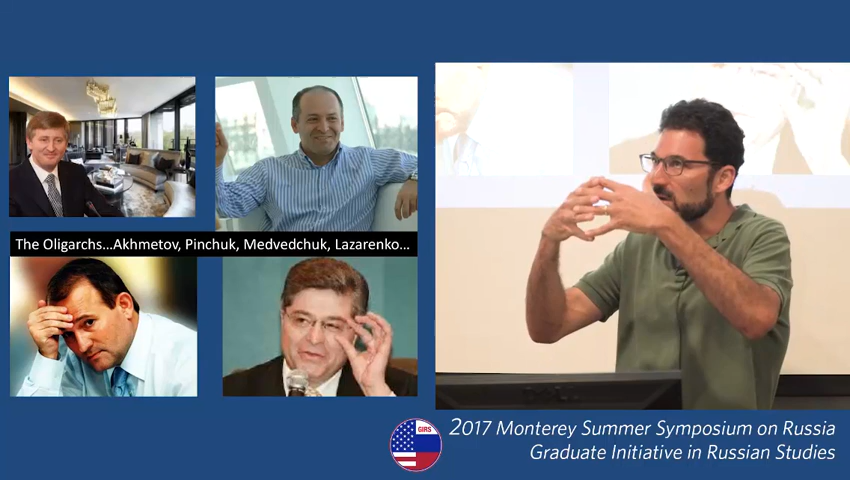 The Oligarchs...Akhmetov, Pinchuk, Medvedchuk, Lazarenko...
GIRS
2017 Monterey Summer Symposium on Russia
Graduate Initiative in Russian Studies